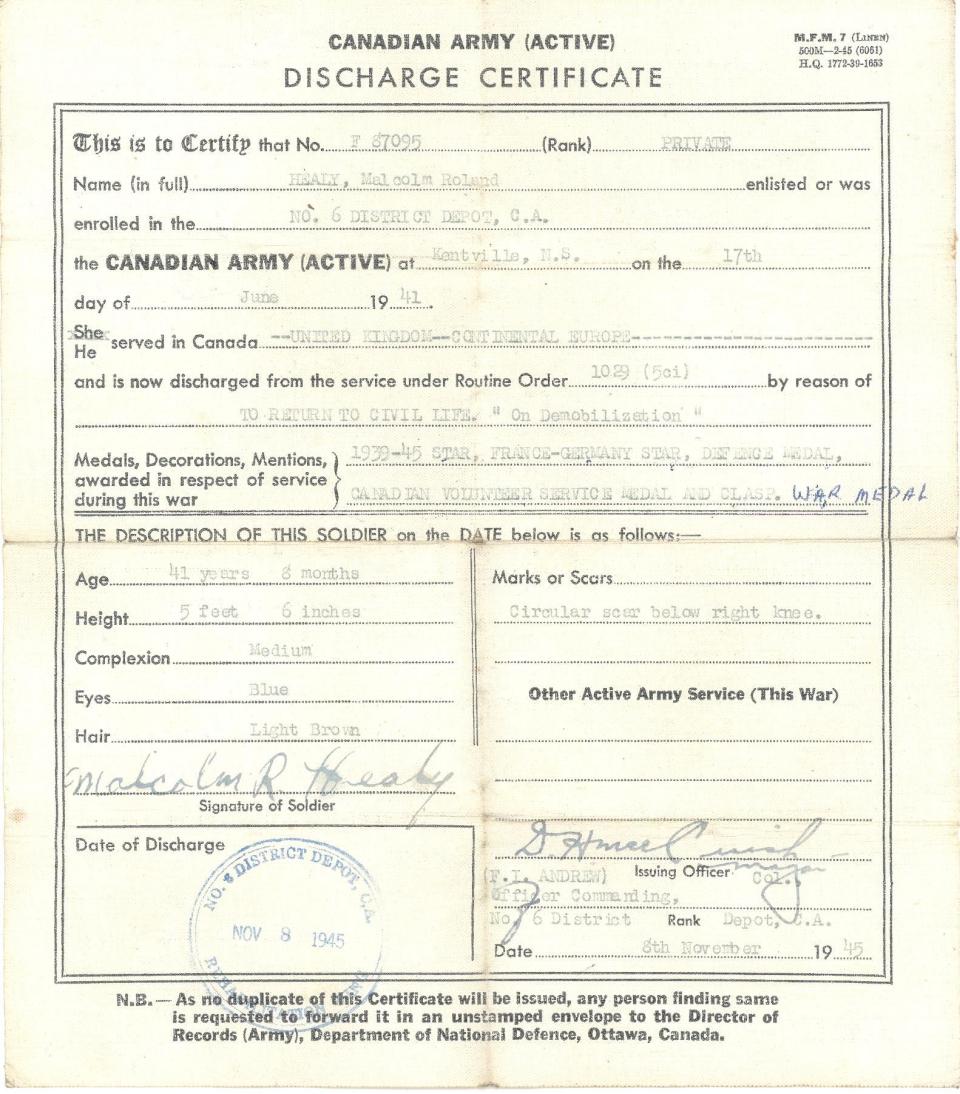 CANADIAN ARMY (ACTIVE)
DISCHARGE CERTIFICATE
M.F.M. 7 (LINEN)
500M—2-45 (6051)
H.Q. 1772-39-1653
This is to Certify that No. F 87095 (Rank) PRIVATE
Name (in full) HEALY, Malcolm Roland enlisted or was
enrolled in the NO. 6 DISTRICT DEPOT, C.A.
the CANADIAN ARMY (ACTIVE) at Kentville, N.S. on the 17th
day of June 19 41.
She
He served in Canada --UNITED KINGDOM--CONTINENTAL EUROPE--
and is now discharged from the service under Routine Order 1029 (5ci) by reason of
TO RETURN TO CIVIL LIFE. " On Demobilization "
Medals, Decorations, Mentions, 1939-45 STAR, FRANCE-GERMANY STAR, DEFENCE MEDAL,
awarded in respect of service
during this war CANADIAN VOLUNTEER SERVICE MEDAL AND CLASP. WAR MEDAL
THE DESCRIPTION OF THIS SOLDIER on the DATE below is as follows:—
Age 41 years 8 months
Height 5 feet 6 inches
Complexion Medium
Eyes Blue
Hair Light Brown
Malcolm R. Healy
Signature of Soldier
Marks or Scars
Circular scar below right knee.
Other Active Army Service (This War)
Date of Discharge
NO. 6 DISTRICT DEPOT, C.A.
NOV 8 1945
REHABILITATION WING
Major
Issuing Officer
(F.I. ANDREW) Col.,
Officer Commanding,
No. 6 District Rank Depot, C.A.
Date 8th November 19 45
N.B.—As no duplicate of this Certificate will be issued, any person finding same
is requested to forward it in an unstamped envelope to the Director of
Records (Army), Department of National Defence, Ottawa, Canada.